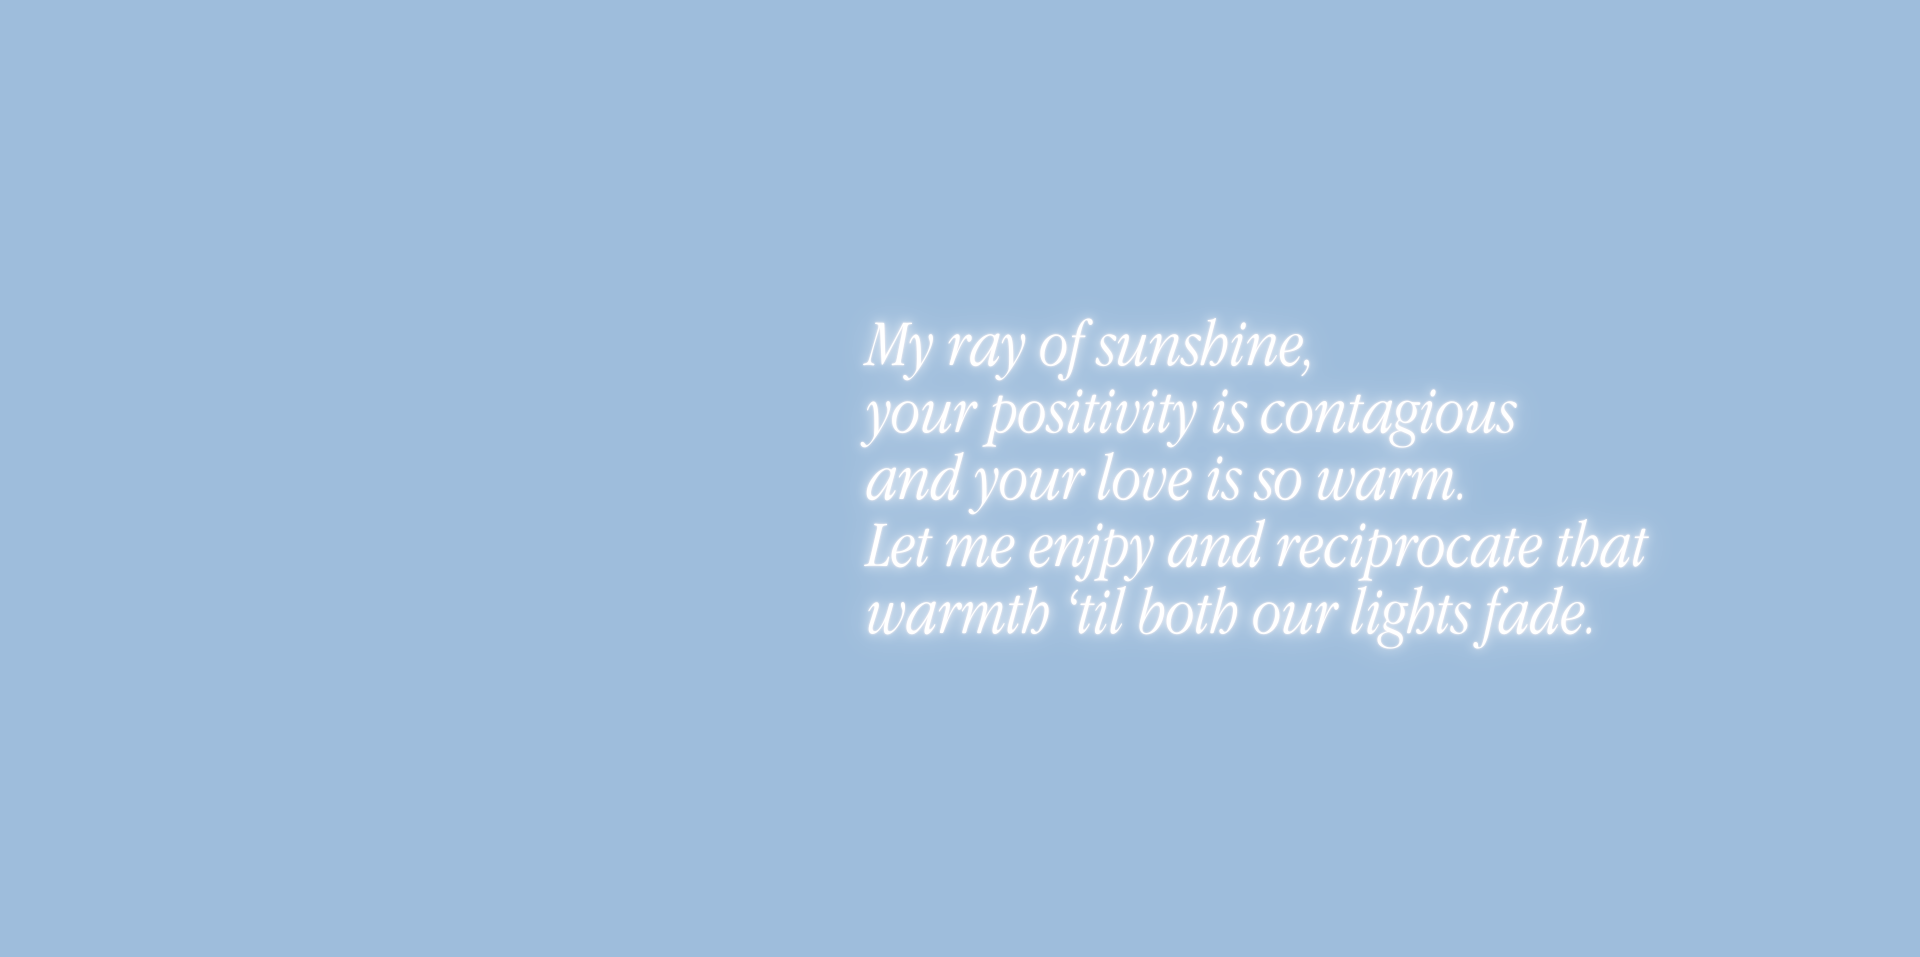 My ray of sunshine,
your positivity is contagious
and your love is so warm.
Let me enjpy and reciprocate that
warmth ‘til both our lights fade.